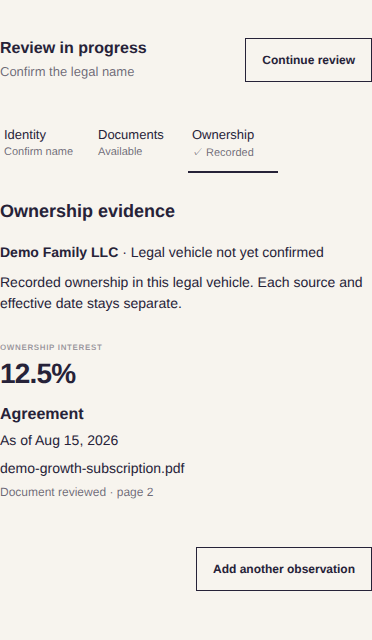 Review in progress
Confirm the legal name
Continue review
Identity
Confirm name
Documents
Available
Ownership
✓ Recorded
Ownership evidence
Demo Family LLC · Legal vehicle not yet confirmed
Recorded ownership in this legal vehicle. Each source and
effective date stays separate.
OWNERSHIP INTEREST
12.5%
Agreement
As of Aug 15, 2026
demo-growth-subscription.pdf
Document reviewed · page 2
Add another observation